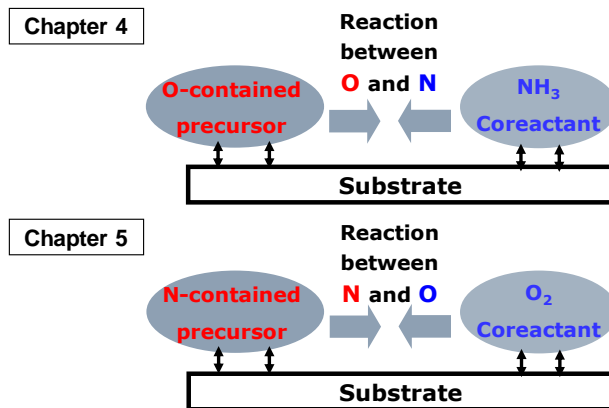 Chapter 4
Reaction
between
O and N
O-contained
precursor
NH₃
Coreactant
Substrate
Chapter 5
Reaction
between
N and O
N-contained
precursor
O₂
Coreactant
Substrate